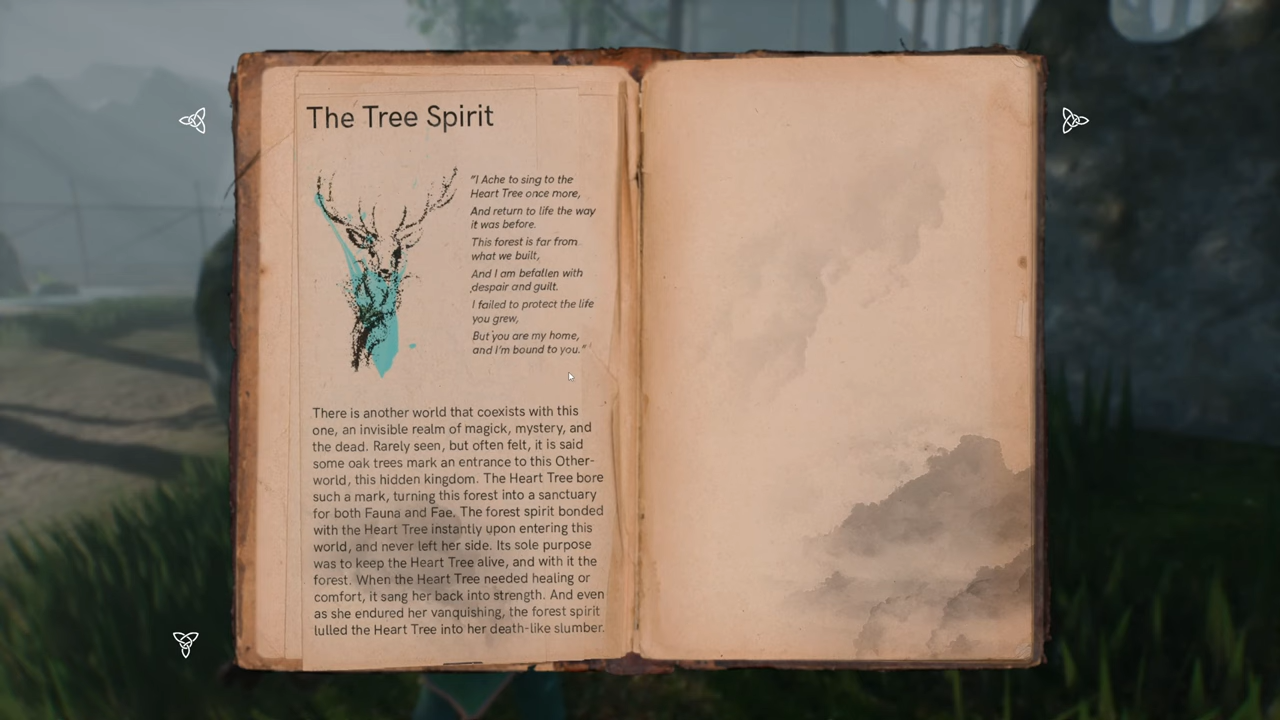 The Tree Spirit
"I Ache to sing to the
Heart Tree once more,
And return to life the way
it was before.
This forest is far from
what we built,
And I am befallen with
despair and guilt.
I failed to protect the life
you grew,
But you are my home,
and I'm bound to you."
There is another world that coexists with this
one, an invisible realm of magick, mystery, and
the dead. Rarely seen, but often felt, it is said
some oak trees mark an entrance to this Other-
world, this hidden kingdom. The Heart Tree bore
such a mark, turning this forest into a sanctuary
for both Fauna and Fae. The forest spirit bonded
with the Heart Tree instantly upon entering this
world, and never left her side. Its sole purpose
was to keep the Heart Tree alive, and with it the
forest. When the Heart Tree needed healing or
comfort, it sang her back into strength. And even
as she endured her vanquishing, the forest spirit
lulled the Heart Tree into her death-like slumber.